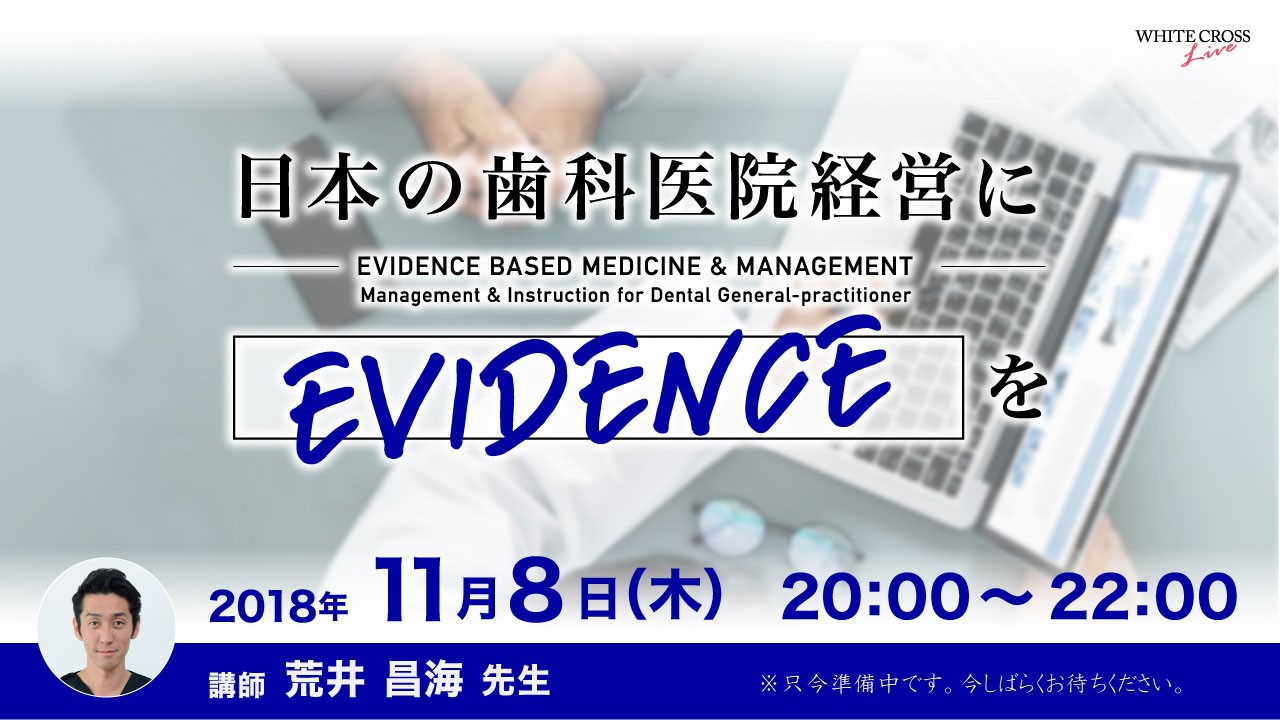 WHITE CROSS
Live
日本の歯科医院経営に
EVIDENCE BASED MEDICINE & MANAGEMENT
Management & Instruction for Dental General-practitioner
EVIDENCE を
2018年 11月8日(木) 20:00～22:00
講師 荒井 昌海 先生
※只今準備中です。今しばらくお待ちください。